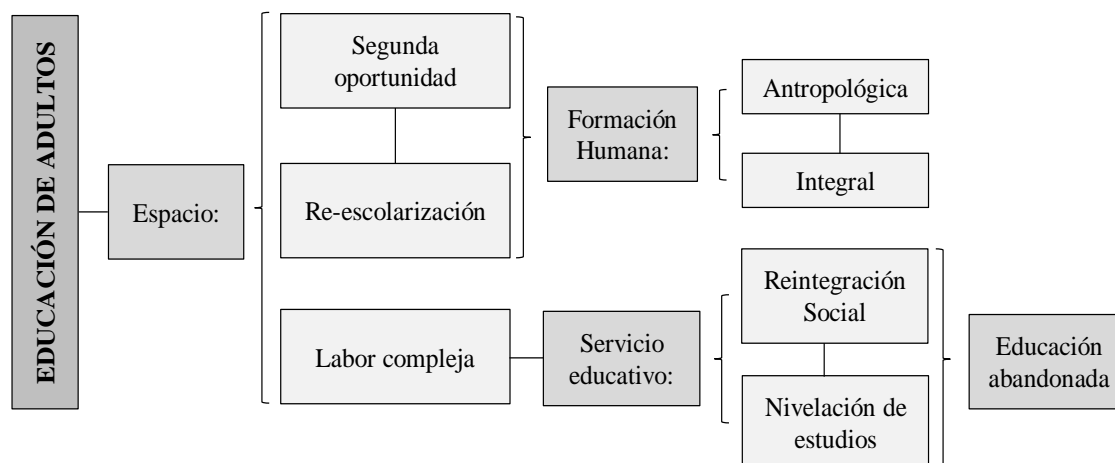 EDUCACIÓN DE ADULTOS
Espacio:
Segunda
oportunidad
Re-escolarización
Labor compleja
Formación
Humana:
Antropológica
Integral
Servicio
educativo:
Reintegración
Social
Nivelación de
estudios
Educación
abandonada